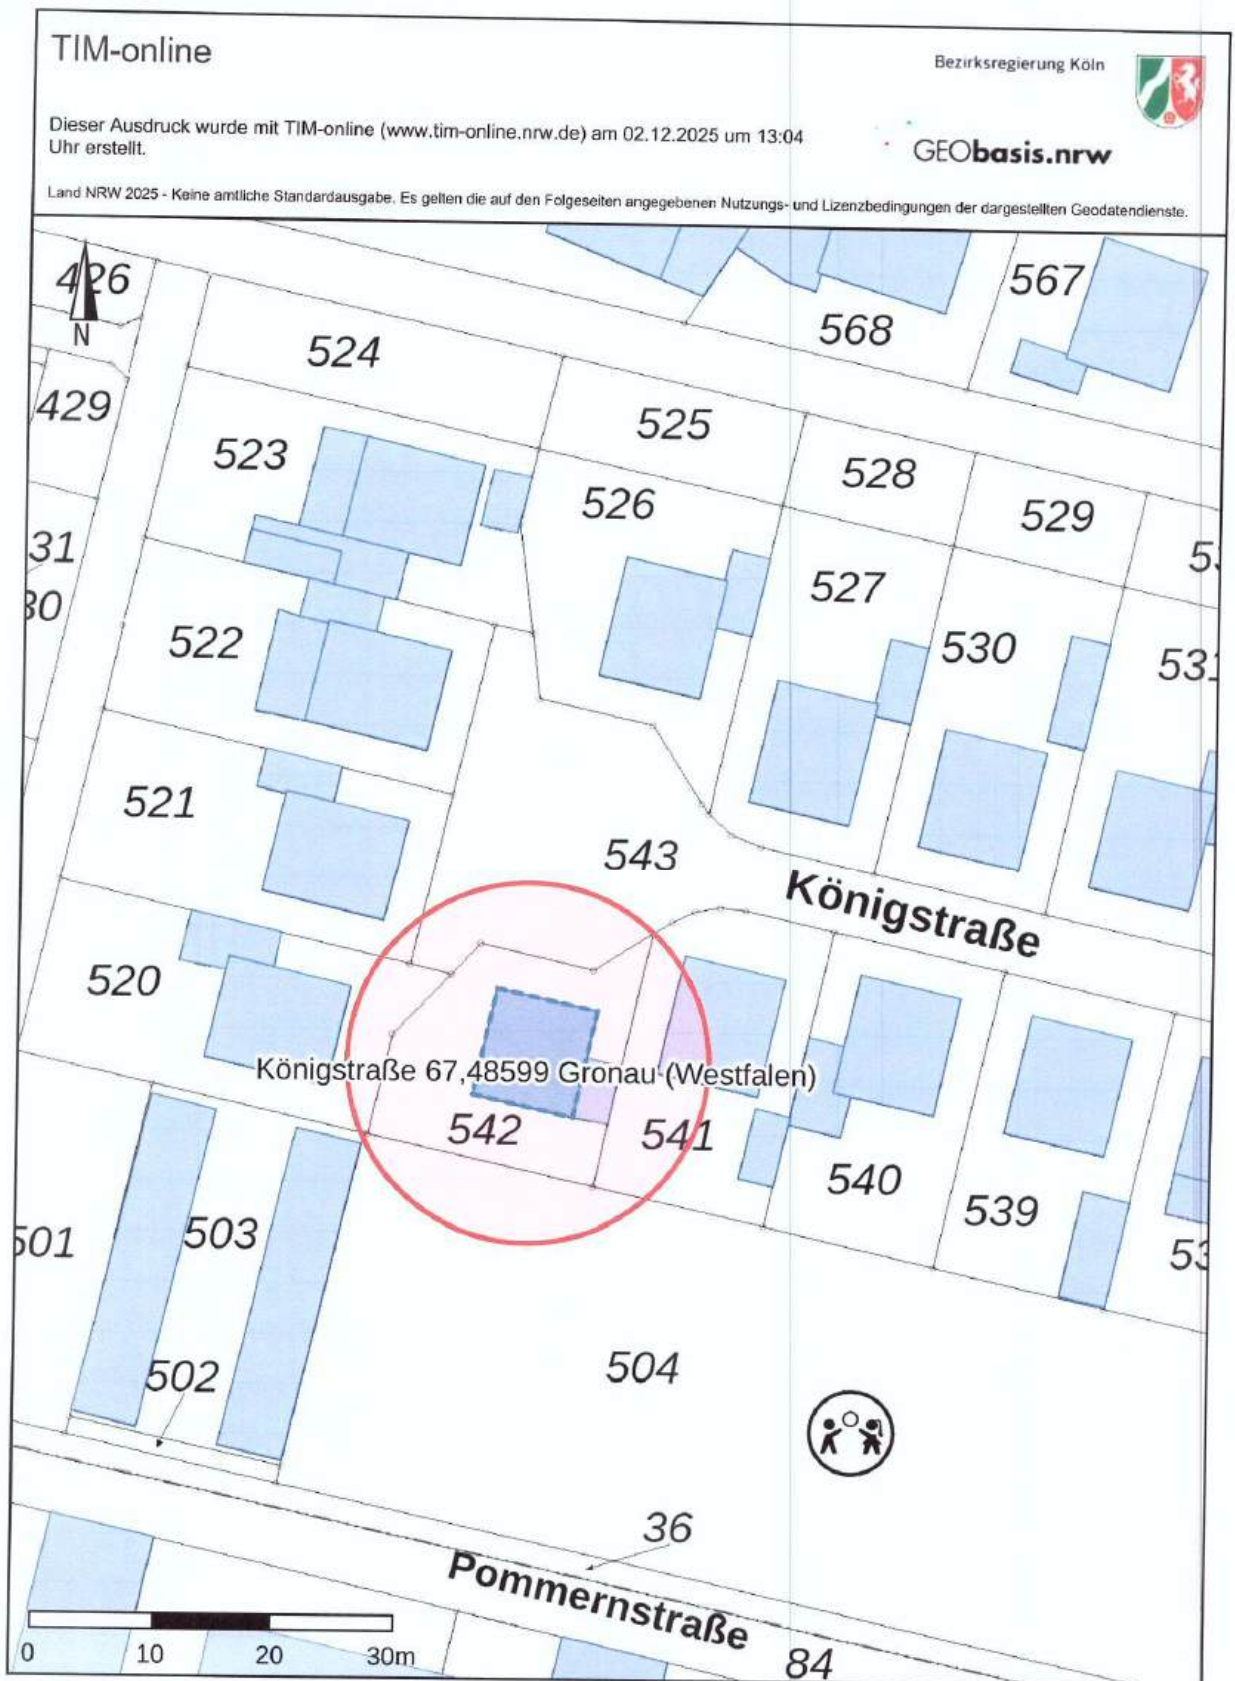 TIM-online
Bezirksregierung Köln
Dieser Ausdruck wurde mit TIM-online (www.tim-online.nrw.de) am 02.12.2025 um 13:04
Uhr erstellt.
GEObasis.nrw
Land NRW 2025 - Keine amtliche Standardausgabe. Es gelten die auf den Folgeseiten angegebenen Nutzungs- und Lizenzbedingungen der dargestellten Geodatendienste.
426
N
567
568
524
429
525
523
528
526
529
31
527
30
522
530
521
543
Königstraße
520
Königstraße 67,48599 Gronau (Westfalen)
542
541
540
539
503
501
504
502
36
Pommernstraße
84
0 10 20 30m